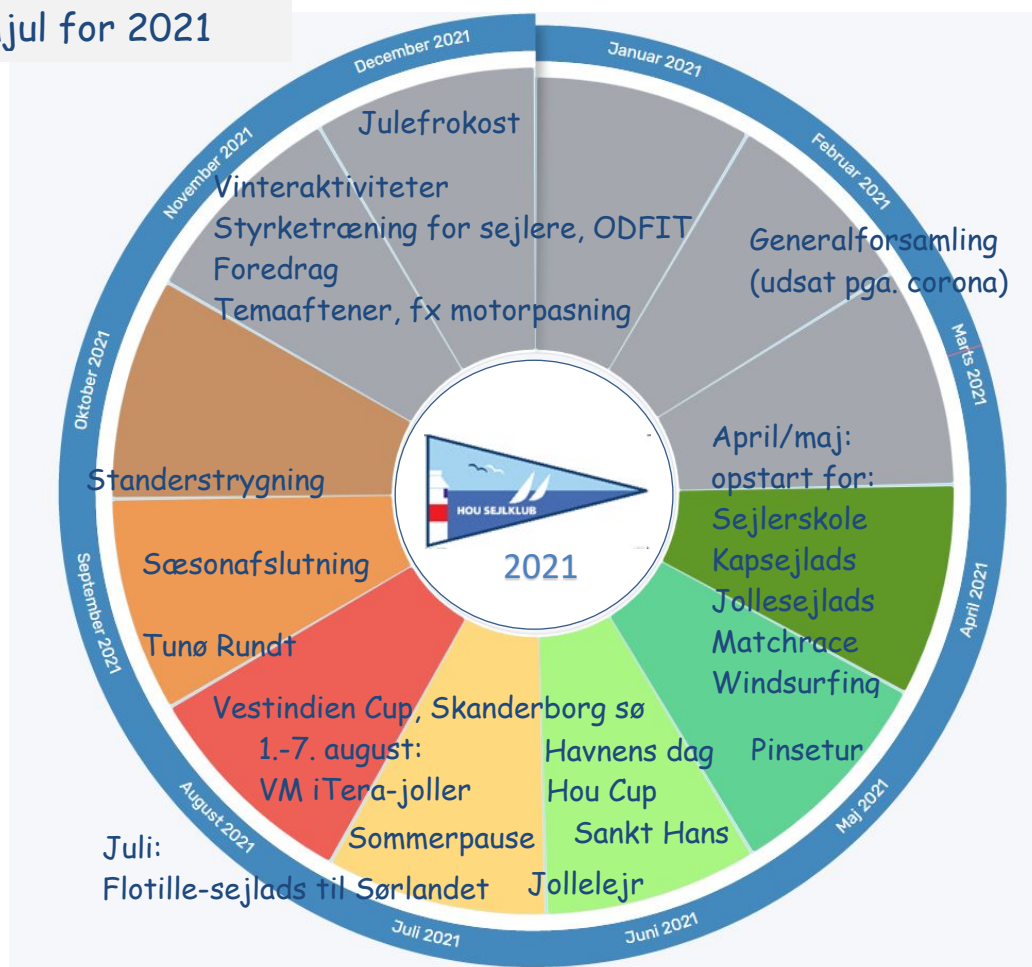 jul for 2021
December 2021
Januar 2021
November 2021
Februar 2021
Julefrokost
Vinteraktiviteter
Styrketræning for sejlere, ODFIT
Foredrag
Temaaftener, fx motorpasning
Generalforsamling
(udsat pga. corona)
Oktober 2021
Marts 2021
April/maj:
opstart for:
Sejlerskole
Kapsejlads
Jollesejlads
Matchrace
Windsurfing
Standerstrygning
HOU SEJLKLUB
2021
Sæsonafslutning
Tunø Rundt
September 2021
April 2021
Vestindien Cup, Skanderborg sø
1.-7. august:
VM iTera-joller
Havnens dag
Hou Cup
Pinsetur
Sommerpause
Sankt Hans
August 2021
Maj 2021
Juli:
Flotille-sejlads til Sørlandet
Jollelejr
Juli 2021
Juni 2021